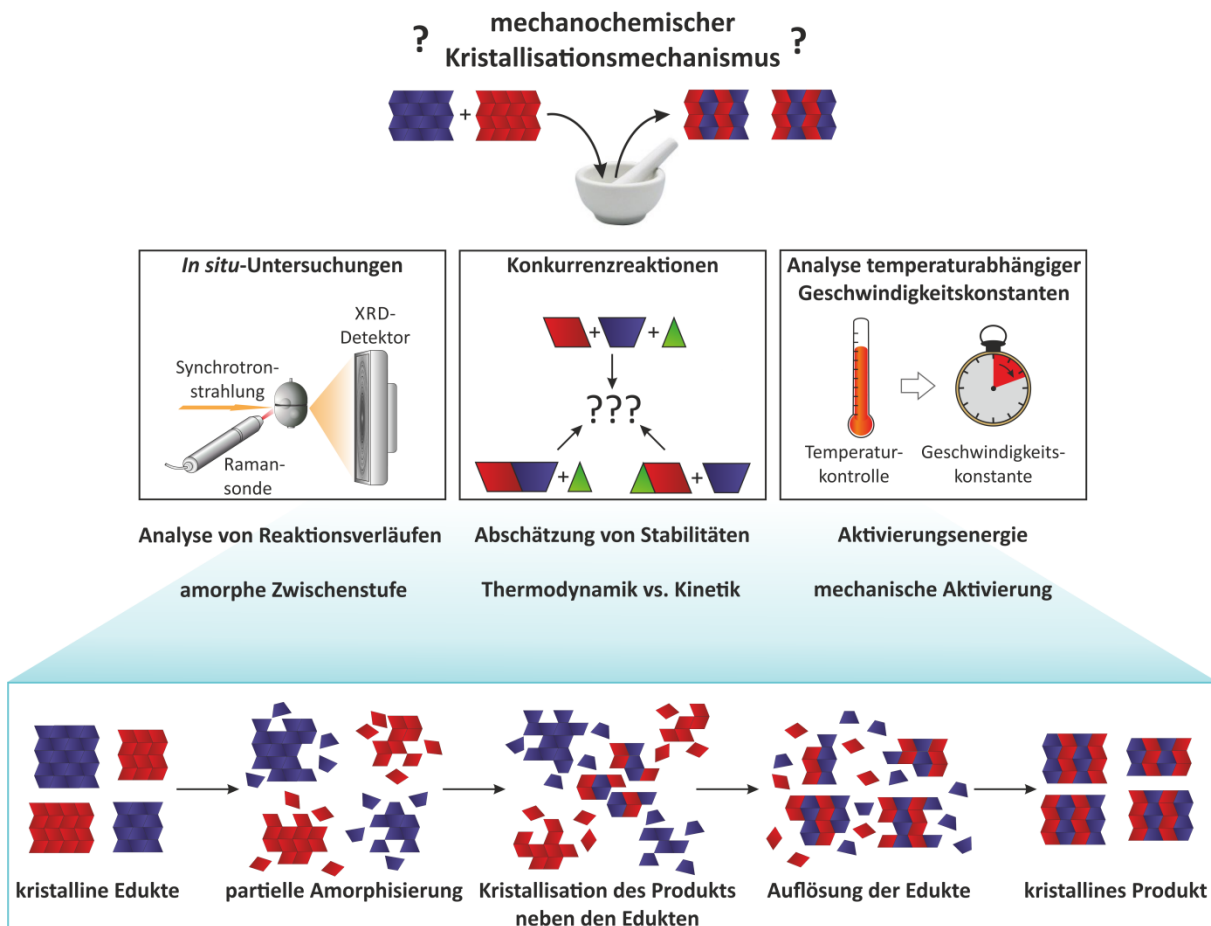 ? mechanochemischer ?
Kristallisationsmechanismus
+
In situ-Untersuchungen
XRD-
Detektor
Synchrotron-
strahlung
Raman-
sonde
Konkurrenzreaktionen
+ +
???
+ +
Analyse temperaturabhängiger
Geschwindigkeitskonstanten
Temperatur-
kontrolle
Geschwindigkeits-
konstante
Analyse von Reaktionsverläufen
Abschätzung von Stabilitäten
Aktivierungsenergie
amorphe Zwischenstufe
Thermodynamik vs. Kinetik
mechanische Aktivierung
kristalline Edukte
partielle Amorphisierung
Kristallisation des Produkts
neben den Edukten
Auflösung der Edukte
kristallines Produkt